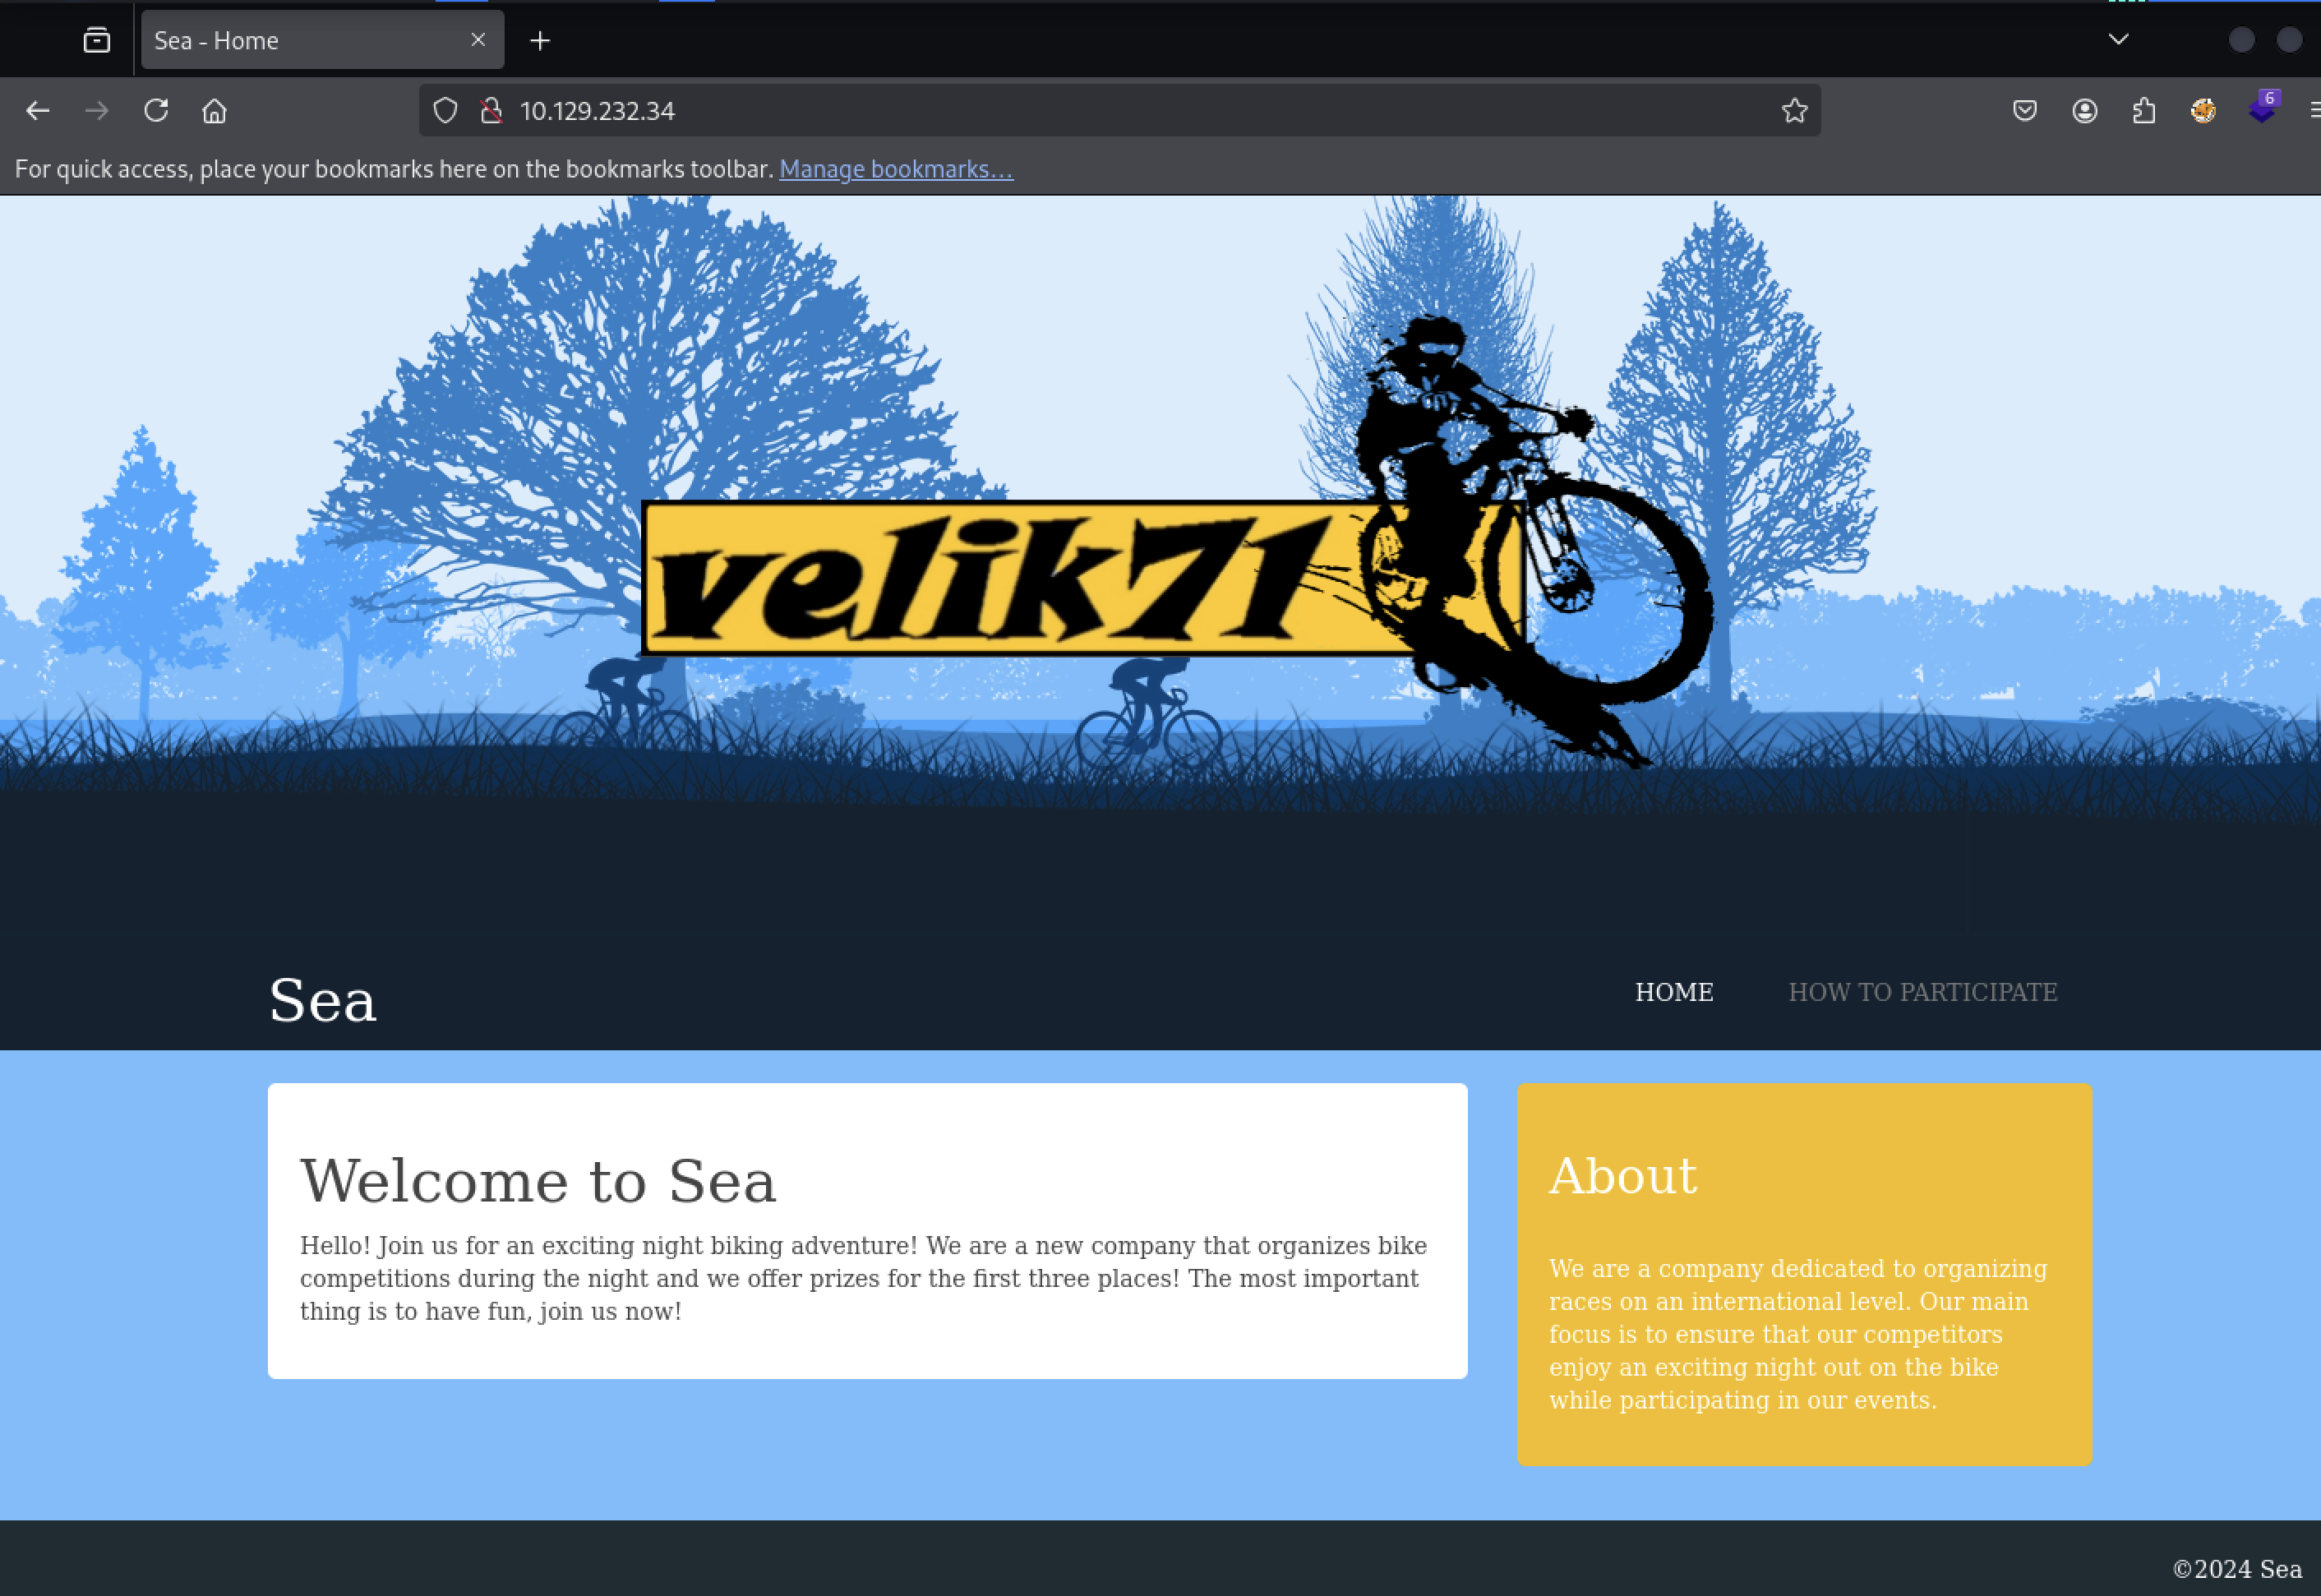 Sea - Home
10.129.232.34
6
For quick access, place your bookmarks here on the bookmarks toolbar. Manage bookmarks...
velik71
Sea
HOME
HOW TO PARTICIPATE
Welcome to Sea
Hello! Join us for an exciting night biking adventure! We are a new company that organizes bike
competitions during the night and we offer prizes for the first three places! The most important
thing is to have fun, join us now!
About
We are a company dedicated to organizing
races on an international level. Our main
focus is to ensure that our competitors
enjoy an exciting night out on the bike
while participating in our events.
©2024 Sea